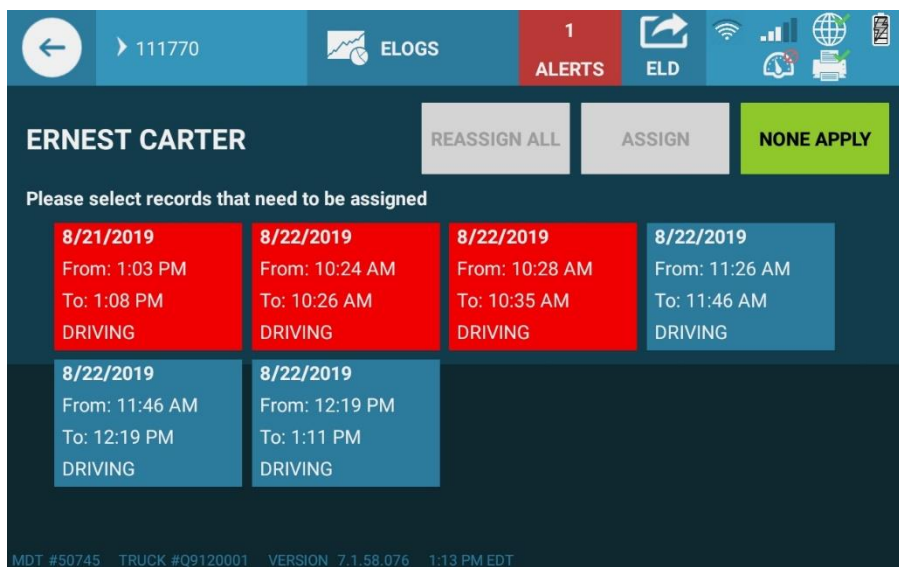 111770
ELOGS
1
ALERTS
ELD
ERNEST CARTER
REASSIGN ALL
ASSIGN
NONE APPLY
Please select records that need to be assigned
8/21/2019
From: 1:03 PM
To: 1:08 PM
DRIVING
8/22/2019
From: 10:24 AM
To: 10:26 AM
DRIVING
8/22/2019
From: 10:28 AM
To: 10:35 AM
DRIVING
8/22/2019
From: 11:26 AM
To: 11:46 AM
DRIVING
8/22/2019
From: 11:46 AM
To: 12:19 PM
DRIVING
8/22/2019
From: 12:19 PM
To: 1:11 PM
DRIVING
MDT #50745 TRUCK #Q9120001 VERSION 7.1.58.076 1:13 PM EDT